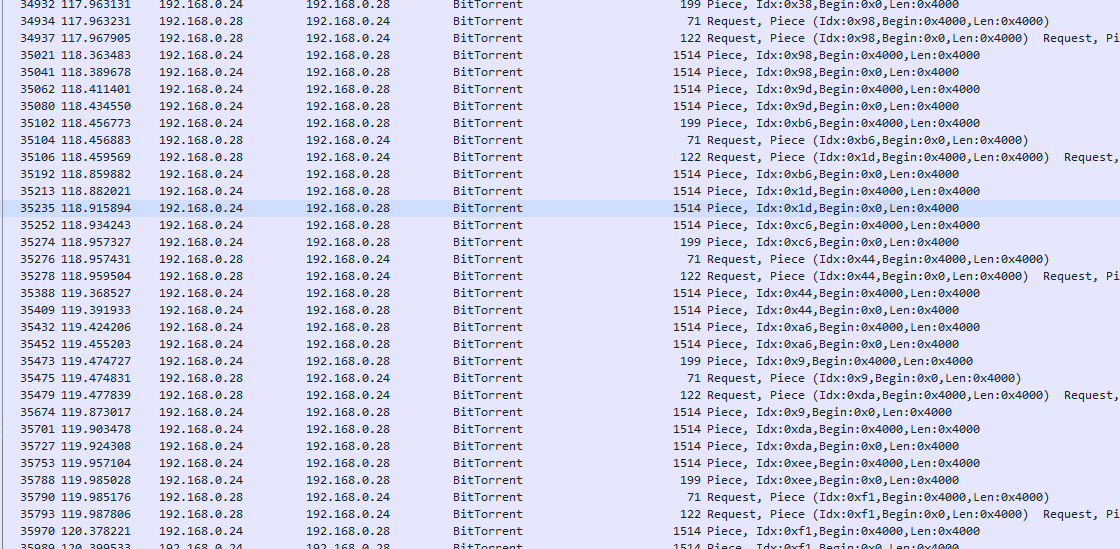 34932 117.963131 192.168.0.24 192.168.0.28 BitTorrent 199 Piece, Idx:0x38,Begin:0x0,Len:0x4000
34934 117.963231 192.168.0.28 192.168.0.24 BitTorrent 71 Request, Piece (Idx:0x98,Begin:0x4000,Len:0x4000)
34937 117.967905 192.168.0.28 192.168.0.24 BitTorrent 122 Request, Piece (Idx:0x98,Begin:0x0,Len:0x4000) Request, Pi
35021 118.363483 192.168.0.24 192.168.0.28 BitTorrent 1514 Piece, Idx:0x98,Begin:0x4000,Len:0x4000
35041 118.389678 192.168.0.24 192.168.0.28 BitTorrent 1514 Piece, Idx:0x98,Begin:0x0,Len:0x4000
35062 118.411401 192.168.0.24 192.168.0.28 BitTorrent 1514 Piece, Idx:0x9d,Begin:0x4000,Len:0x4000
35080 118.434550 192.168.0.24 192.168.0.28 BitTorrent 1514 Piece, Idx:0x9d,Begin:0x0,Len:0x4000
35102 118.456773 192.168.0.24 192.168.0.28 BitTorrent 199 Piece, Idx:0xb6,Begin:0x4000,Len:0x4000
35104 118.456883 192.168.0.28 192.168.0.24 BitTorrent 71 Request, Piece (Idx:0xb6,Begin:0x0,Len:0x4000)
35106 118.459569 192.168.0.28 192.168.0.24 BitTorrent 122 Request, Piece (Idx:0x1d,Begin:0x4000,Len:0x4000) Request,
35192 118.859882 192.168.0.24 192.168.0.28 BitTorrent 1514 Piece, Idx:0xb6,Begin:0x0,Len:0x4000
35213 118.882021 192.168.0.24 192.168.0.28 BitTorrent 1514 Piece, Idx:0x1d,Begin:0x4000,Len:0x4000
35235 118.915894 192.168.0.24 192.168.0.28 BitTorrent 1514 Piece, Idx:0x1d,Begin:0x0,Len:0x4000
35252 118.934243 192.168.0.24 192.168.0.28 BitTorrent 1514 Piece, Idx:0xc6,Begin:0x4000,Len:0x4000
35274 118.957327 192.168.0.24 192.168.0.28 BitTorrent 199 Piece, Idx:0xc6,Begin:0x0,Len:0x4000
35276 118.957431 192.168.0.28 192.168.0.24 BitTorrent 71 Request, Piece (Idx:0x44,Begin:0x4000,Len:0x4000)
35278 118.959504 192.168.0.28 192.168.0.24 BitTorrent 122 Request, Piece (Idx:0x44,Begin:0x0,Len:0x4000) Request, Pi
35388 119.368527 192.168.0.24 192.168.0.28 BitTorrent 1514 Piece, Idx:0x44,Begin:0x4000,Len:0x4000
35409 119.391933 192.168.0.24 192.168.0.28 BitTorrent 1514 Piece, Idx:0x44,Begin:0x0,Len:0x4000
35432 119.424206 192.168.0.24 192.168.0.28 BitTorrent 1514 Piece, Idx:0xa6,Begin:0x4000,Len:0x4000
35452 119.455203 192.168.0.24 192.168.0.28 BitTorrent 1514 Piece, Idx:0xa6,Begin:0x0,Len:0x4000
35473 119.474727 192.168.0.24 192.168.0.28 BitTorrent 199 Piece, Idx:0x9,Begin:0x4000,Len:0x4000
35475 119.474831 192.168.0.28 192.168.0.24 BitTorrent 71 Request, Piece (Idx:0x9,Begin:0x0,Len:0x4000)
35479 119.477839 192.168.0.28 192.168.0.24 BitTorrent 122 Request, Piece (Idx:0xda,Begin:0x4000,Len:0x4000) Request,
35674 119.873017 192.168.0.24 192.168.0.28 BitTorrent 1514 Piece, Idx:0x9,Begin:0x0,Len:0x4000
35701 119.903478 192.168.0.24 192.168.0.28 BitTorrent 1514 Piece, Idx:0xda,Begin:0x4000,Len:0x4000
35727 119.924308 192.168.0.24 192.168.0.28 BitTorrent 1514 Piece, Idx:0xda,Begin:0x0,Len:0x4000
35753 119.957104 192.168.0.24 192.168.0.28 BitTorrent 1514 Piece, Idx:0xee,Begin:0x4000,Len:0x4000
35788 119.985028 192.168.0.24 192.168.0.28 BitTorrent 199 Piece, Idx:0xee,Begin:0x0,Len:0x4000
35790 119.985176 192.168.0.28 192.168.0.24 BitTorrent 71 Request, Piece (Idx:0xf1,Begin:0x4000,Len:0x4000)
35793 119.987806 192.168.0.28 192.168.0.24 BitTorrent 122 Request, Piece (Idx:0xf1,Begin:0x0,Len:0x4000) Request, Pi
35970 120.378221 192.168.0.24 192.168.0.28 BitTorrent 1514 Piece, Idx:0xf1,Begin:0x4000,Len:0x4000
35989 120.399533 192.168.0.24 192.168.0.28 BitTorrent 1514 Piece, Idx:0xf1,Begin:0x0,Len:0x4000